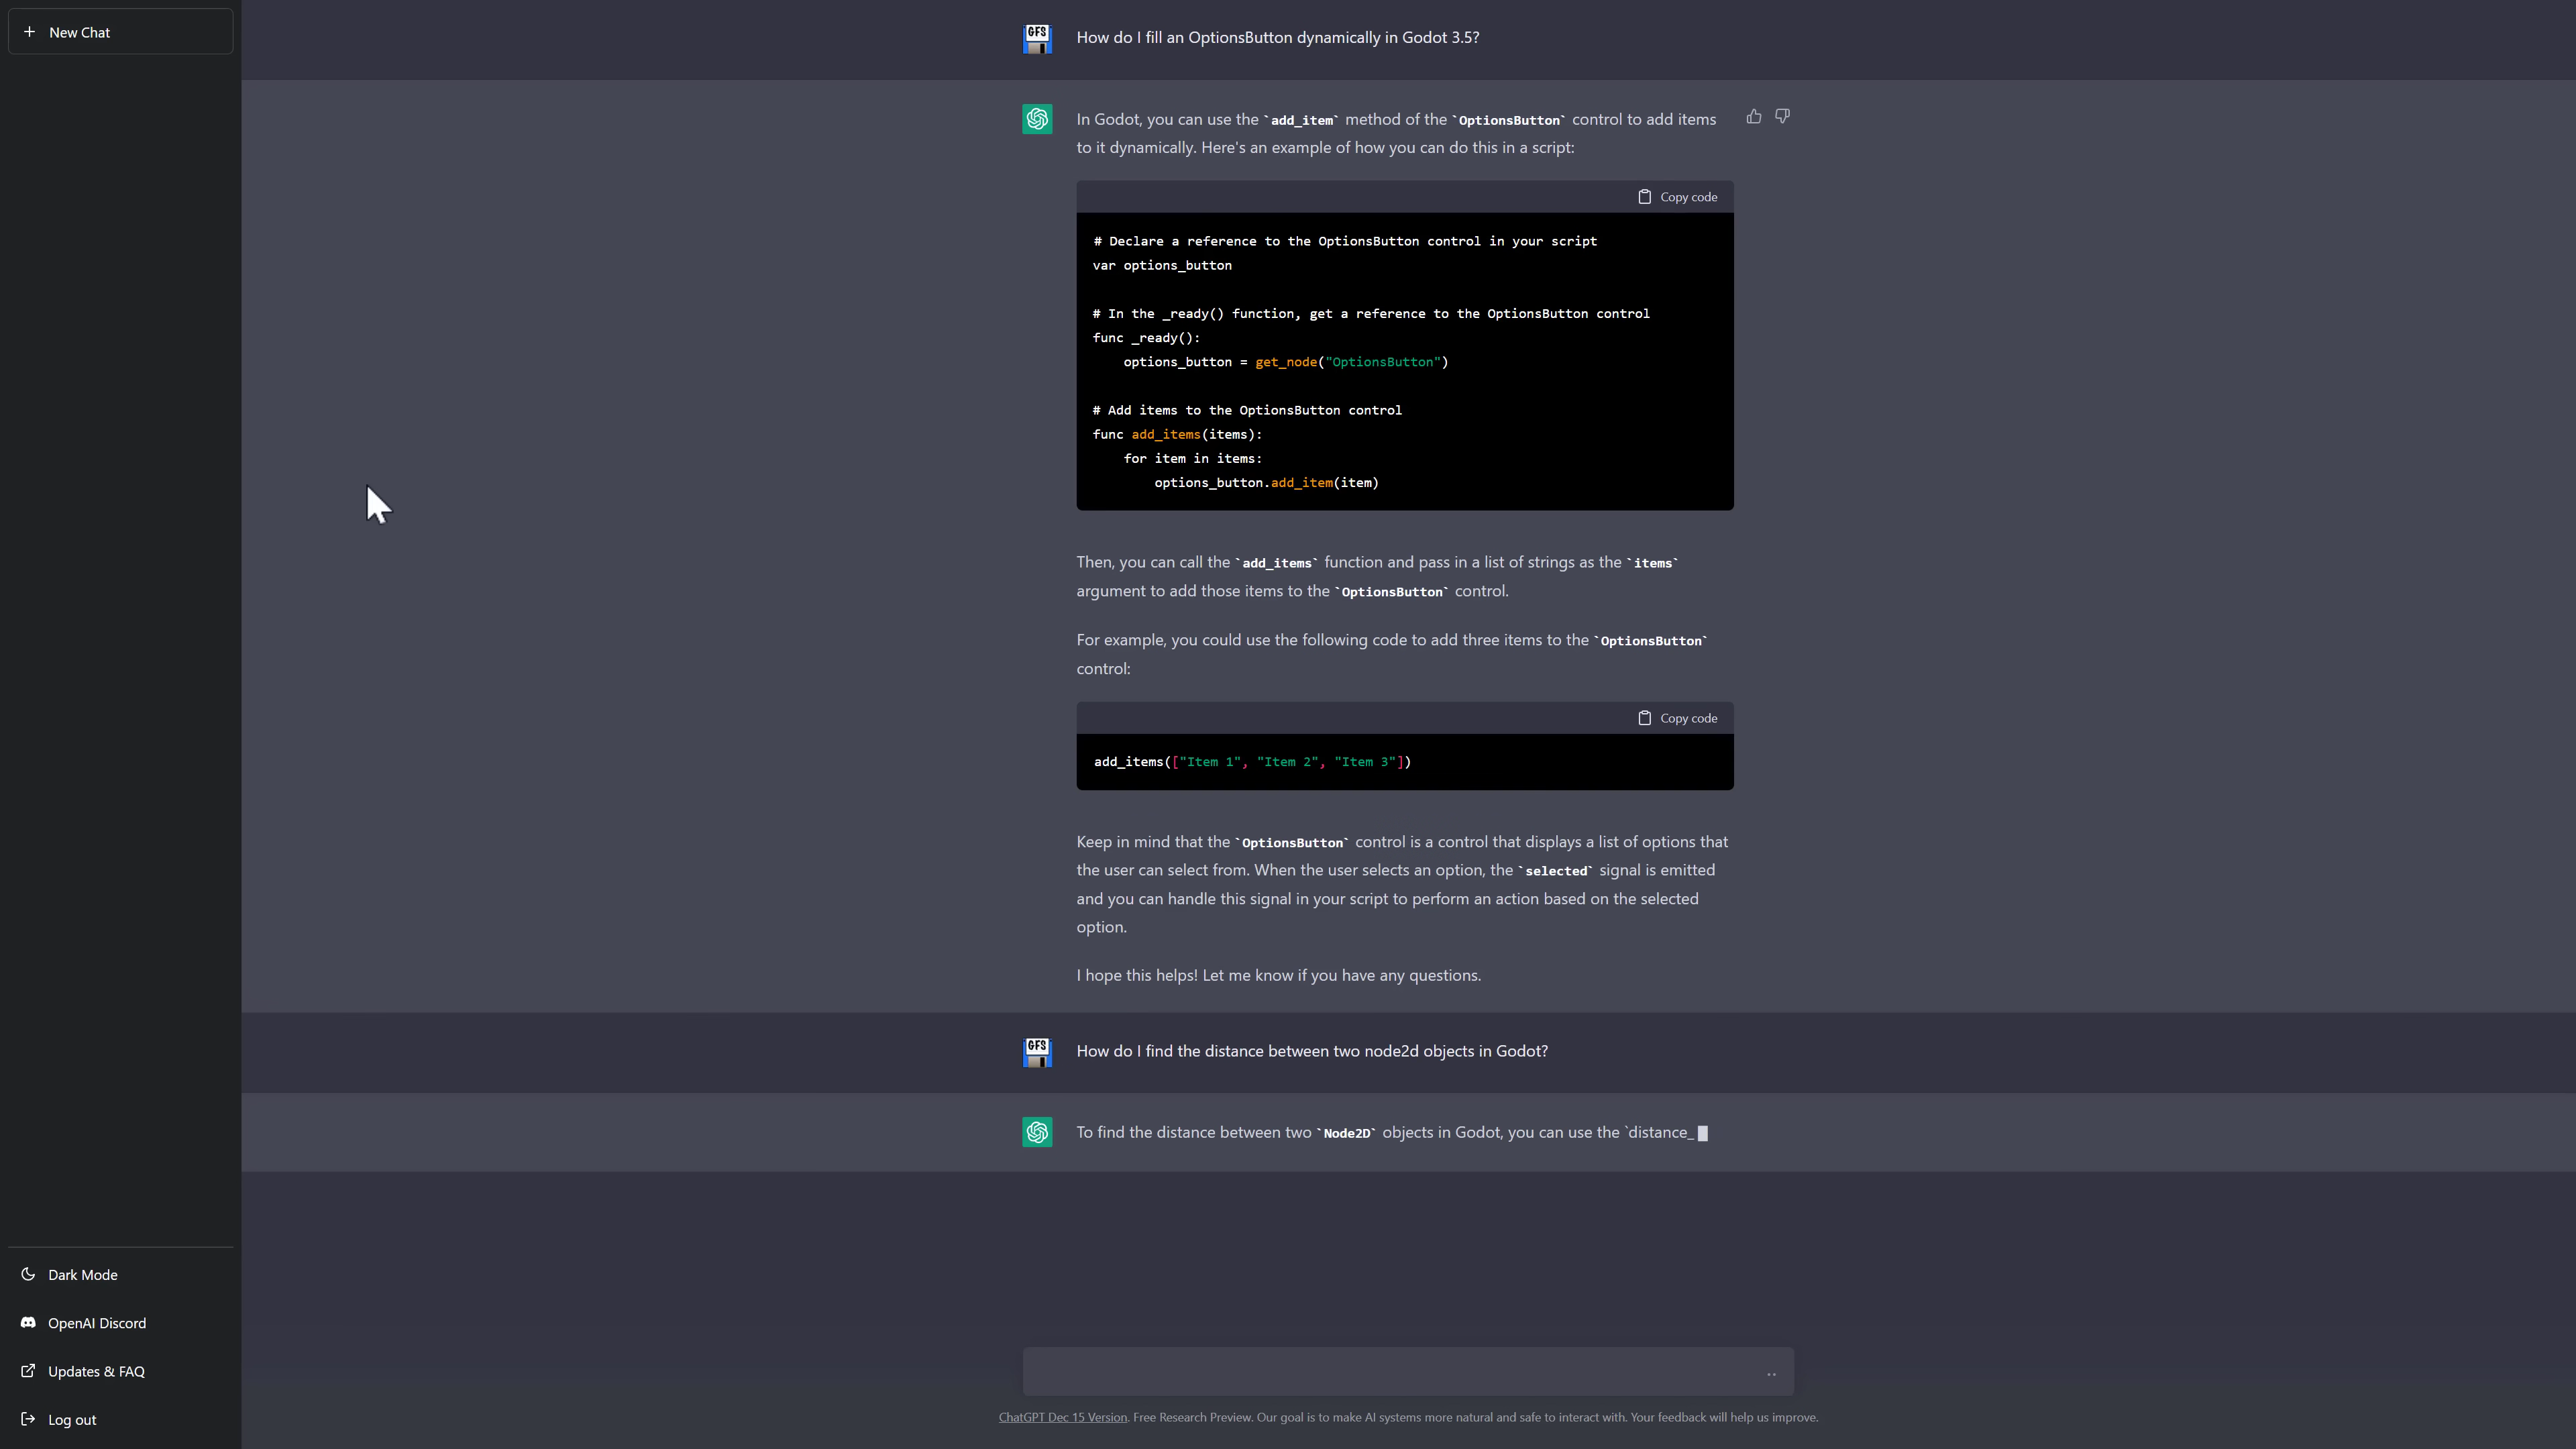 New Chat
GFS
How do I fill an OptionsButton dynamically in Godot 3.5?
In Godot, you can use the `add_item` method of the `OptionsButton` control to add items
to it dynamically. Here's an example of how you can do this in a script:
Copy code
# Declare a reference to the OptionsButton control in your script
var options_button
# In the _ready() function, get a reference to the OptionsButton control
func _ready():
options_button = get_node("OptionsButton")
# Add items to the OptionsButton control
func add_items(items):
for item in items:
options_button.add_item(item)
Then, you can call the `add_items` function and pass in a list of strings as the `items`
argument to add those items to the `OptionsButton` control.
For example, you could use the following code to add three items to the `OptionsButton`
control:
Copy code
add_items(["Item 1", "Item 2", "Item 3"])
Keep in mind that the `OptionsButton` control is a control that displays a list of options that
the user can select from. When the user selects an option, the `selected` signal is emitted
and you can handle this signal in your script to perform an action based on the selected
option.
I hope this helps! Let me know if you have any questions.
GFS
How do I find the distance between two node2d objects in Godot?
To find the distance between two `Node2D` objects in Godot, you can use the `distance_
Dark Mode
OpenAI Discord
Updates & FAQ
Log out
ChatGPT Dec 15 Version. Free Research Preview. Our goal is to make AI systems more natural and safe to interact with. Your feedback will help us improve.